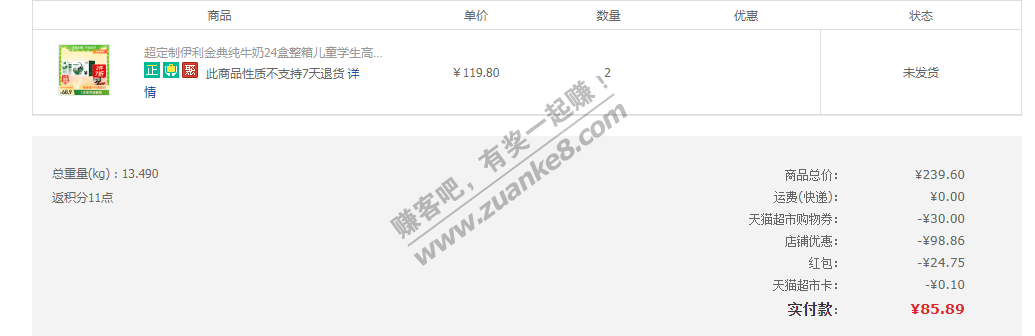 商品 单价 数量 优惠 状态
超定制伊利金典纯牛奶24盒整箱儿童学生高...
正 聚 此商品性质不支持7天退货 详
情
￥119.80 2 未发货
总重量(kg) : 13.490
返积分11点
商品总价： ¥239.60
运费(快递)： ¥0.00
天猫超市购物券： -¥30.00
店铺优惠： -¥98.86
红包： -¥24.75
天猫超市卡： -¥0.10
实付款： ¥85.89
赚客吧，有奖一起赚！
www.zuanke8.com